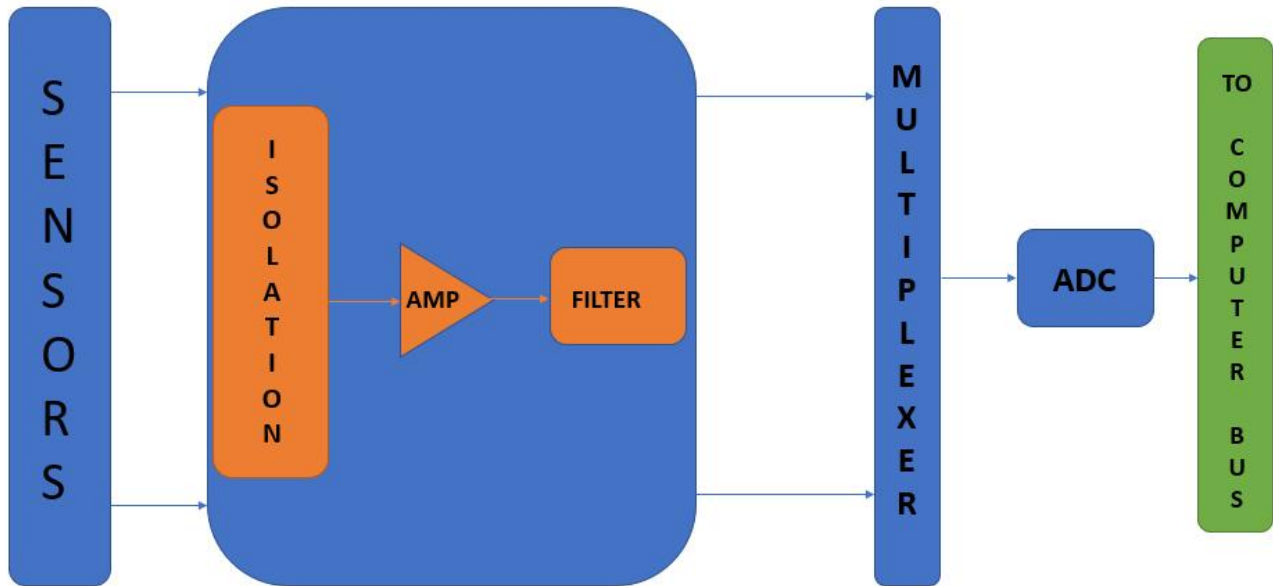 SENSORS
ISOLATION
AMP
FILTER
MULTIPLEXER
ADC
TO COMPUTER BUS